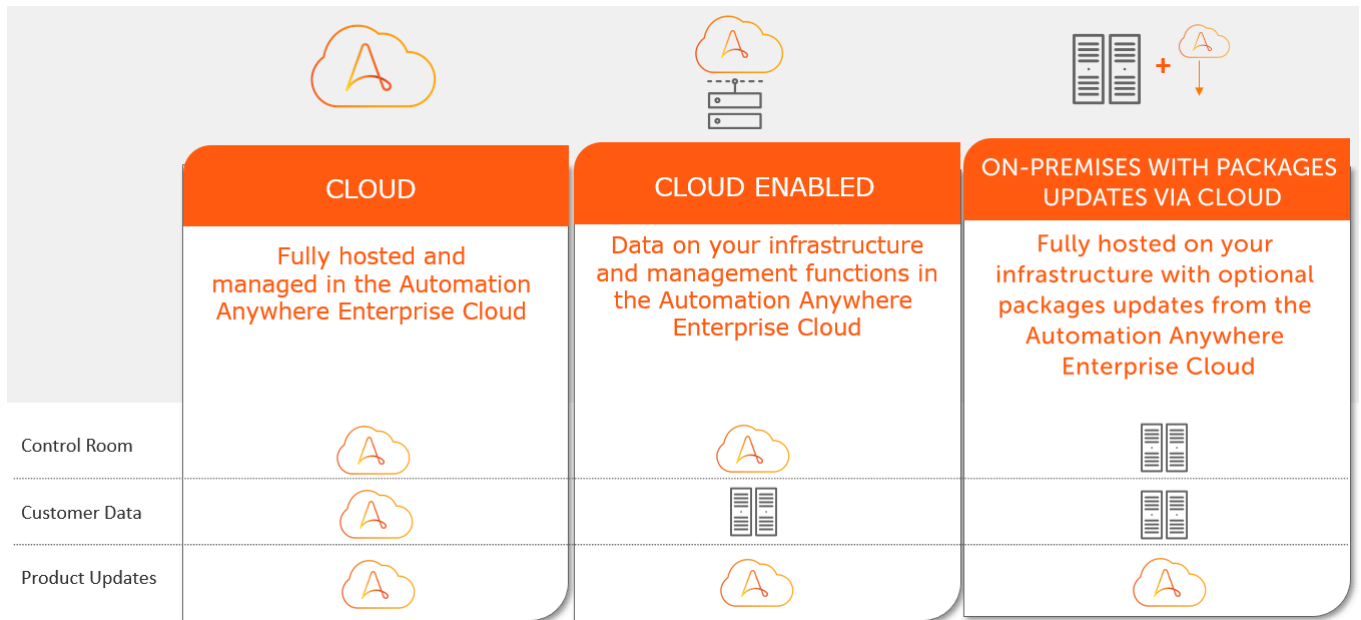 CLOUD
Fully hosted and
managed in the Automation
Anywhere Enterprise Cloud
CLOUD ENABLED
Data on your infrastructure
and management functions in
the Automation Anywhere
Enterprise Cloud
ON-PREMISES WITH PACKAGES
UPDATES VIA CLOUD
Fully hosted on your
infrastructure with optional
packages updates from the
Automation Anywhere
Enterprise Cloud
Control Room
Customer Data
Product Updates